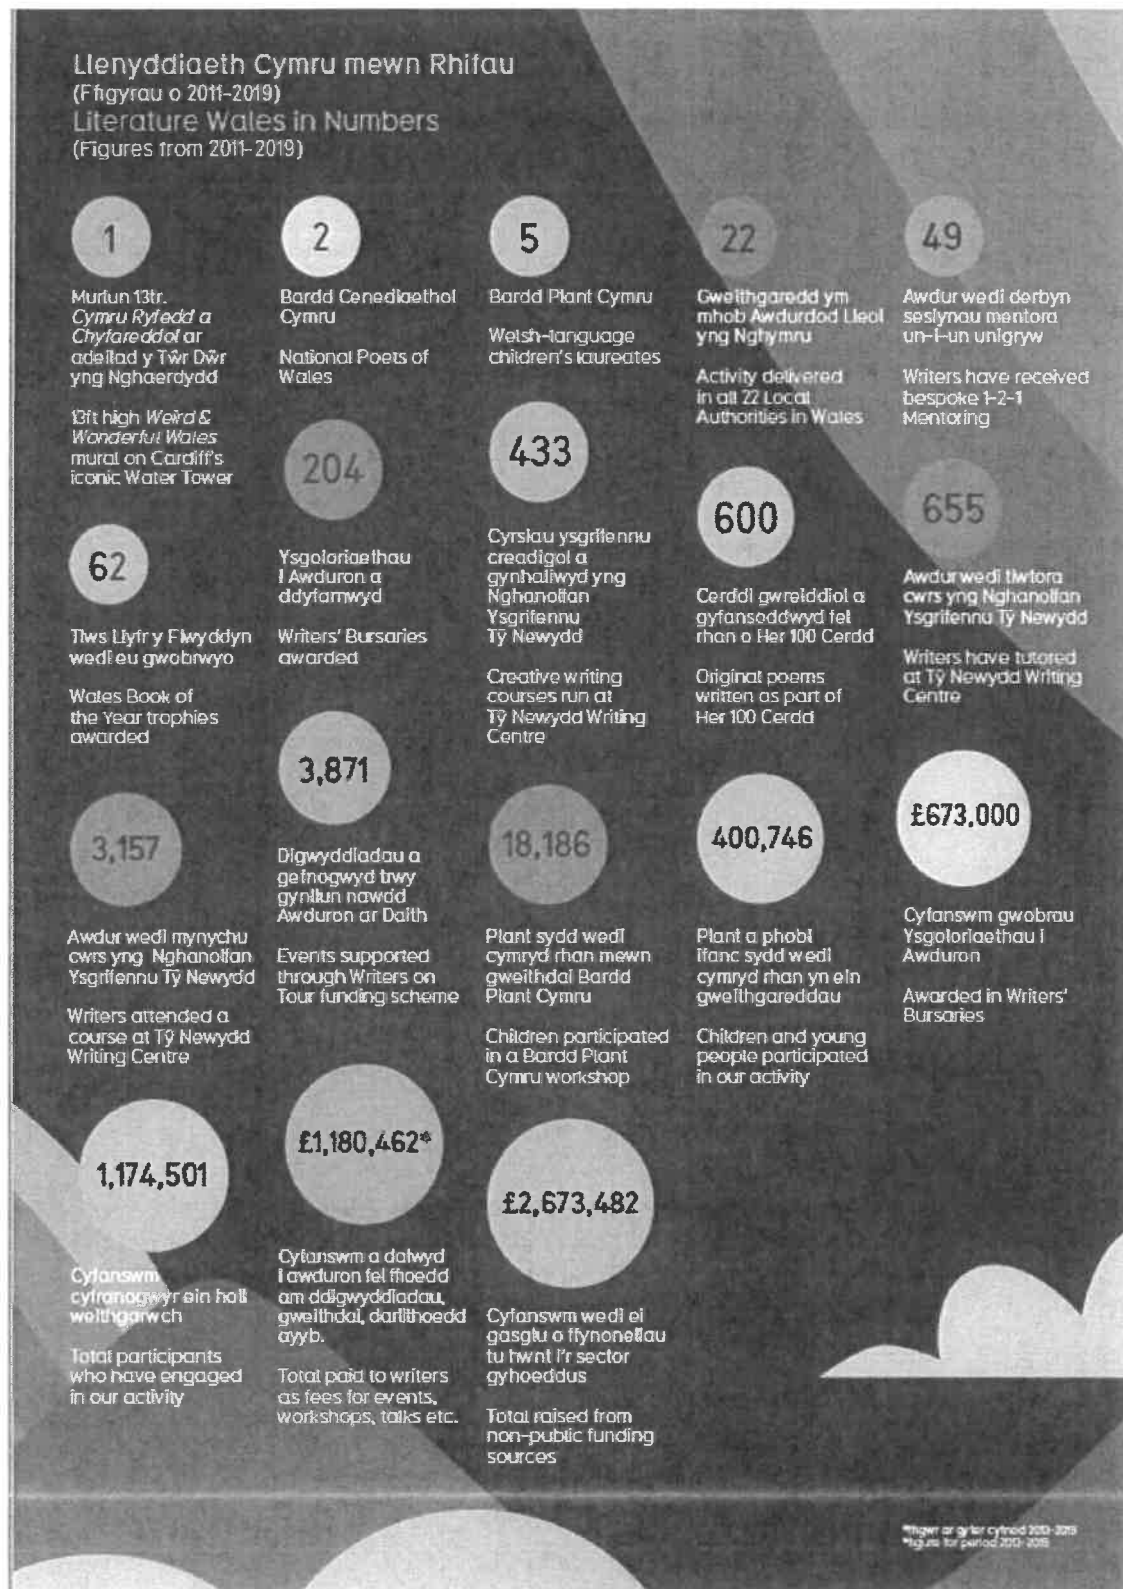 Llenyddiaeth Cymru mewn Rhifau
(Ffigyrau o 2011-2019)
Literature Wales in Numbers
(Figures from 2011-2019)
1
Murlun 13tr.
Cymru Ryfedd a
Chyfareddol ar
adeilad y Tŵr Dŵr
yng Nghaerdydd
13ft high Weird &
Wonderful Wales
mural on Cardiff's
iconic Water Tower
2
Bardd Cenedlaethol
Cymru
National Poets of
Wales
5
Bardd Plant Cymru
Welsh-language
children's laureates
22
Gweithgaredd ym
mhob Awdurdod Lleol
yng Nghymru
Activity delivered
in all 22 Local
Authorities in Wales
49
Awdur wedi derbyn
sesiynau mentora
un-i-un unigryw
Writers have received
bespoke 1-2-1
Mentoring
62
Tlws Llyfr y Flwyddyn
wedi eu gwobrwyo
Wales Book of
the Year trophies
awarded
204
Ysgoloriaethau
i Awduron a
ddyfarnwyd
Writers' Bursaries
awarded
433
Cyrsiau ysgrifennu
creadigol a
gynhaliwyd yng
Nghanolfan
Ysgrifennu
Tŷ Newydd
Creative writing
courses run at
Tŷ Newydd Writing
Centre
600
Cerddi gwreiddiol a
gyfansoddwyd fel
rhan o Her 100 Cerdd
Original poems
written as part of
Her 100 Cerdd
655
Awdur wedi tiwtora
cwrs yng Nghanolfan
Ysgrifennu Tŷ Newydd
Writers have tutored
at Tŷ Newydd Writing
Centre
3,157
Awdur wedi mynychu
cwrs yng Nghanolfan
Ysgrifennu Tŷ Newydd
Writers attended a
course at Tŷ Newydd
Writing Centre
3,871
Digwyddiadau a
gefnogwyd trwy
gynllun nawdd
Awduron ar Daith
Events supported
through Writers on
Tour funding scheme
18,186
Plant sydd wedi
cymryd rhan mewn
gweithdai Bardd
Plant Cymru
Children participated
in a Bardd Plant
Cymru workshop
400,746
Plant a phobl
ifanc sydd wedi
cymryd rhan yn ein
gweithgareddau
Children and young
people participated
in our activity
£673,000
Cyfanswm gwobrau
Ysgoloriaethau i
Awduron
Awarded in Writers'
Bursaries
1,174,501
Cyfanswm
cyfranogwyr ein holl
weithgarwch
Total participants
who have engaged
in our activity
£1,180,462*
Cyfanswm a dalwyd
i awduron fel ffioedd
am ddigwyddiadau,
gweithdai, darlithoedd
ayyb.
Total paid to writers
as fees for events,
workshops, talks etc.
£2,673,482
Cyfanswm wedi ei
gasglu o ffynonellau
tu hwnt i'r sector
gyhoeddus
Total raised from
non-public funding
sources
*ffigwr ar gyfer cyfnod
*figure for period